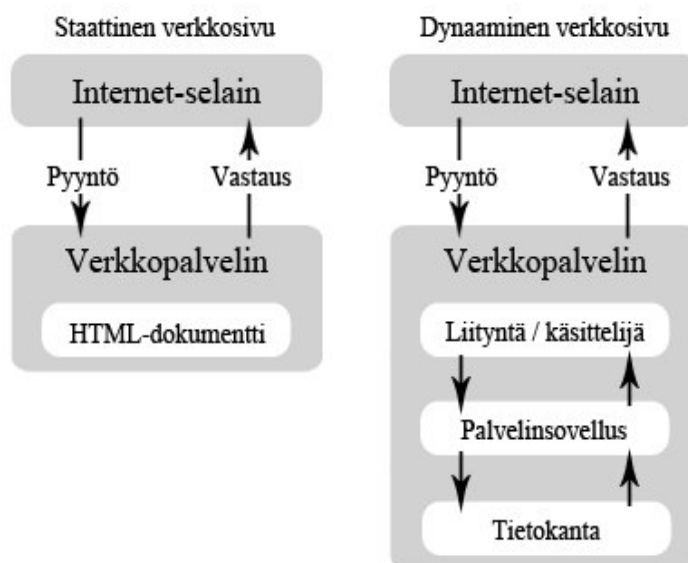 Staattinen verkkosivu
Internet-selain
Pyyntö
Vastaus
Verkkopalvelin
HTML-dokumentti
Dynaaminen verkkosivu
Internet-selain
Pyyntö
Vastaus
Verkkopalvelin
Liityntä / käsittelijä
Palvelinsovellus
Tietokanta